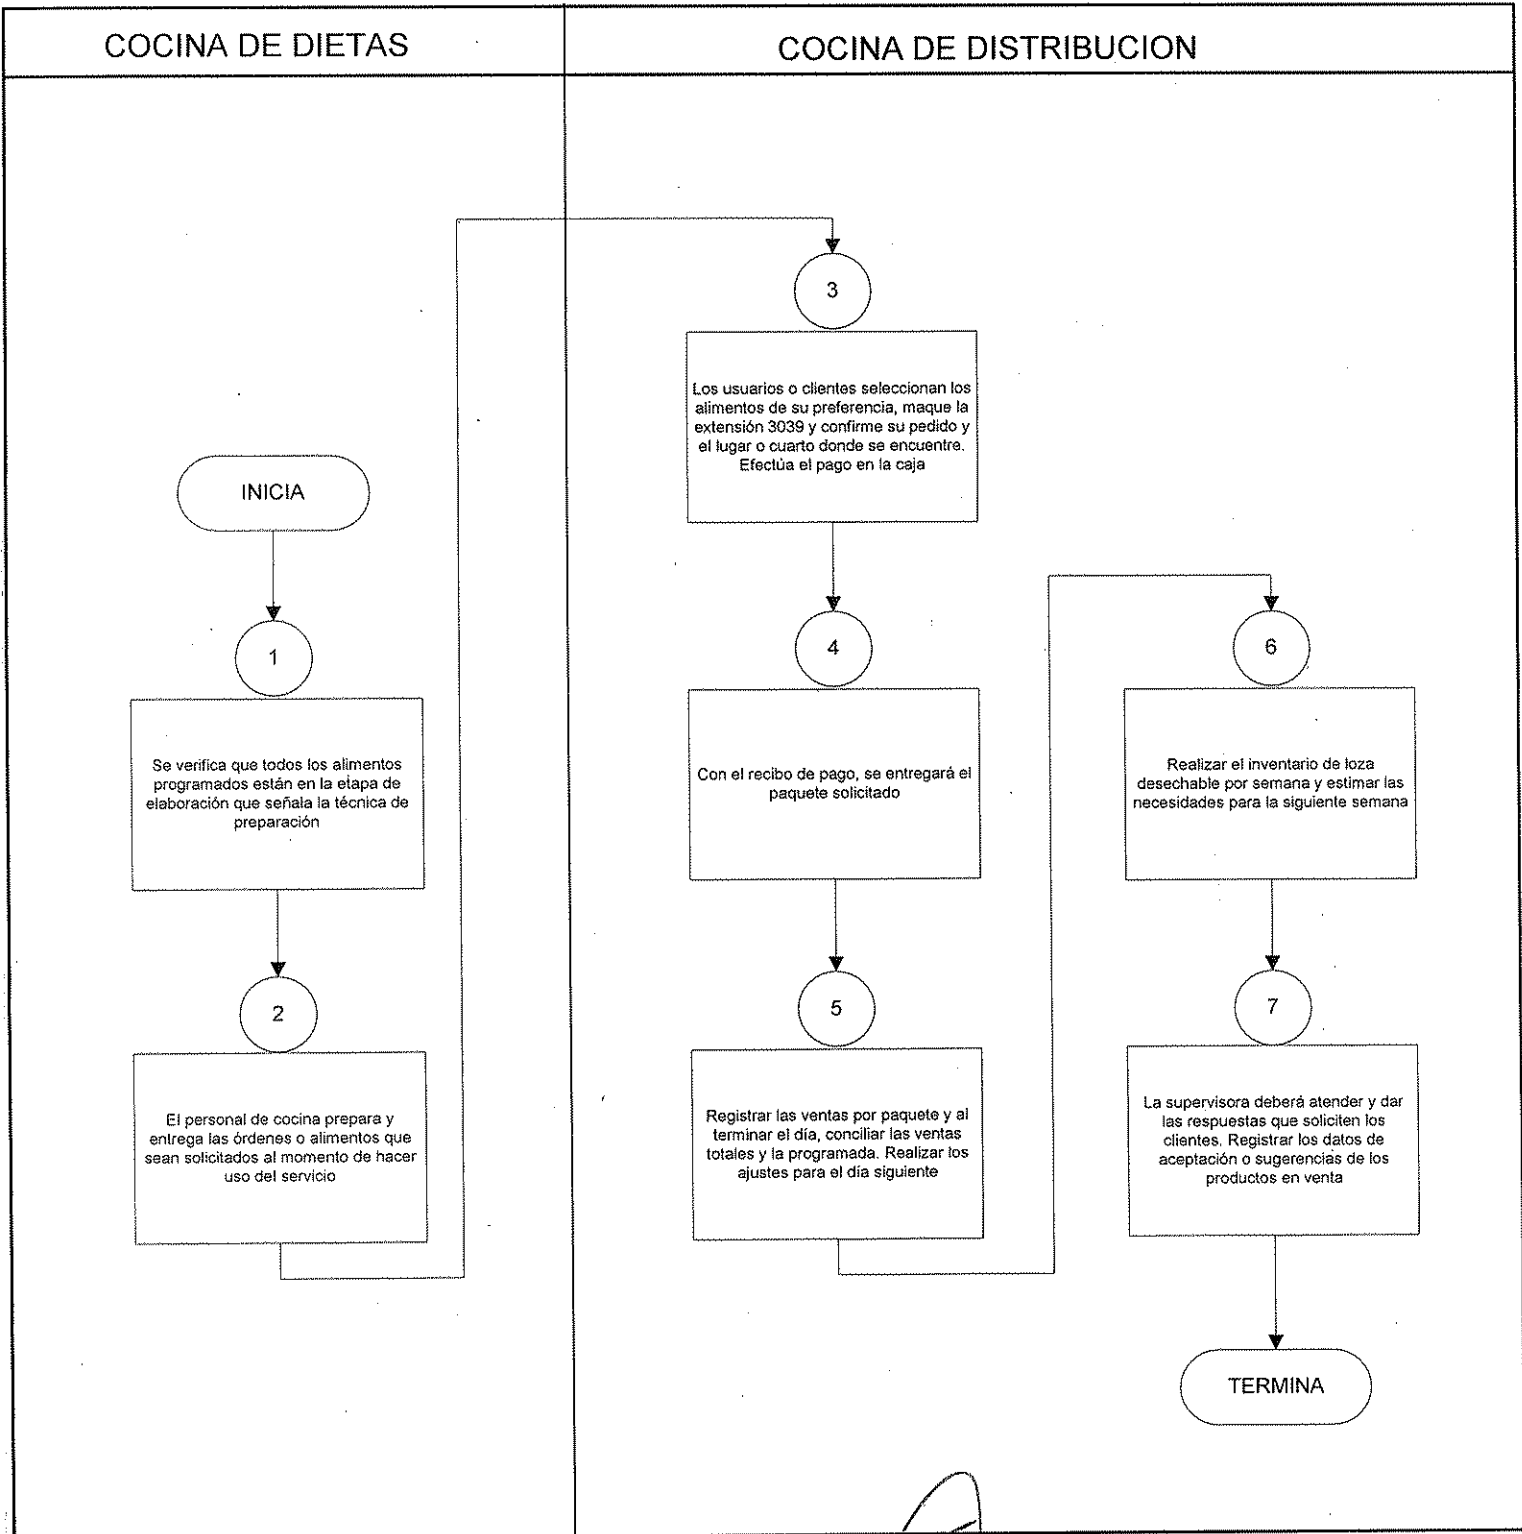 COCINA DE DIETAS
COCINA DE DISTRIBUCION
INICIA
1
Se verifica que todos los alimentos
programados están en la etapa de
elaboración que señala la técnica de
preparación
2
El personal de cocina prepara y
entrega las órdenes o alimentos que
sean solicitados al momento de hacer
uso del servicio
3
Los usuarios o clientes seleccionan los
alimentos de su preferencia, maque la
extensión 3039 y confirme su pedido y
el lugar o cuarto donde se encuentre.
Efectúa el pago en la caja
4
Con el recibo de pago, se entregará el
paquete solicitado
5
Registrar las ventas por paquete y al
terminar el día, conciliar las ventas
totales y la programada. Realizar los
ajustes para el día siguiente
6
Realizar el inventario de loza
desechable por semana y estimar las
necesidades para la siguiente semana
7
La supervisora deberá atender y dar
las respuestas que soliciten los
clientes. Registrar los datos de
aceptación o sugerencias de los
productos en venta
TERMINA